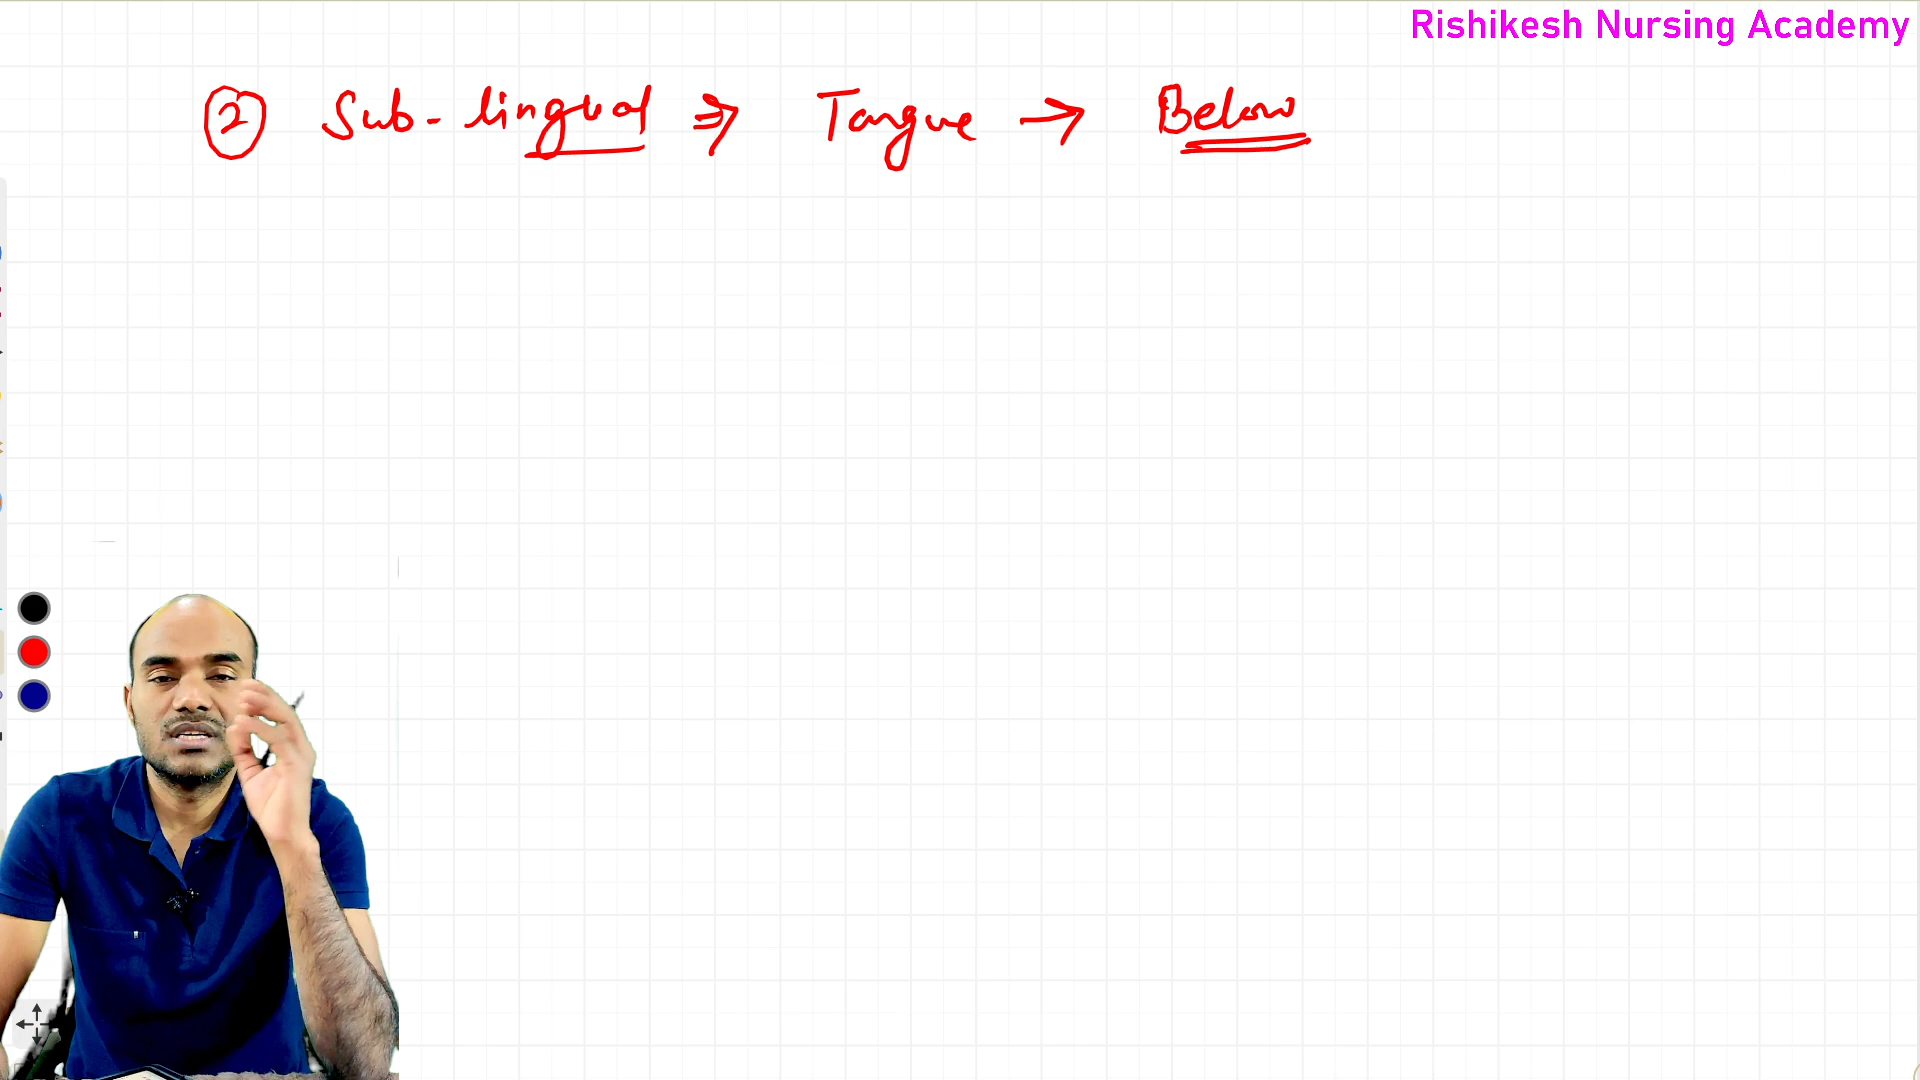 Rishikesh Nursing Academy
② Sub-lingual ⇒ Tongue → Below